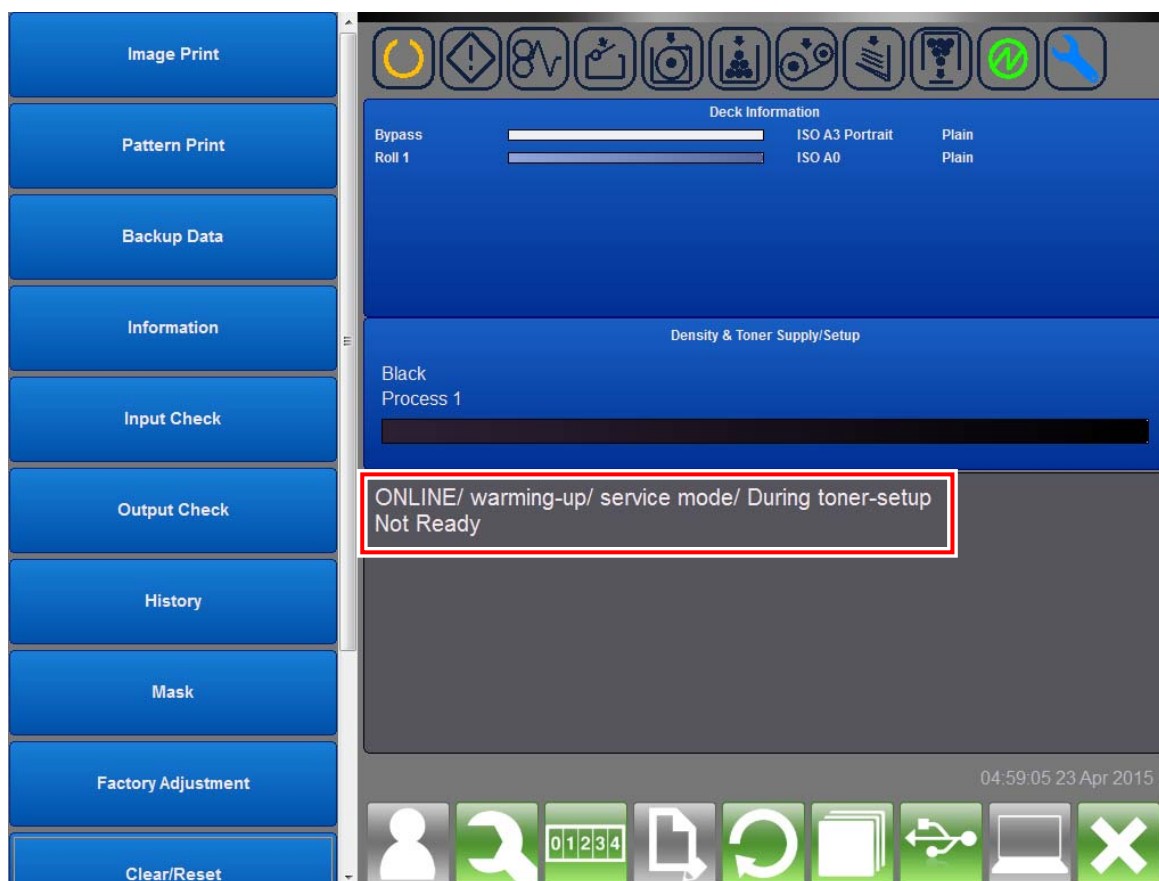 Image Print
Pattern Print
Backup Data
Information
Input Check
Output Check
History
Mask
Factory Adjustment
Clear/Reset
Deck Information
Bypass ISO A3 Portrait Plain
Roll 1 ISO A0 Plain
Density & Toner Supply/Setup
Black
Process 1
ONLINE/ warming-up/ service mode/ During toner-setup
Not Ready
04:59:05 23 Apr 2015
01234